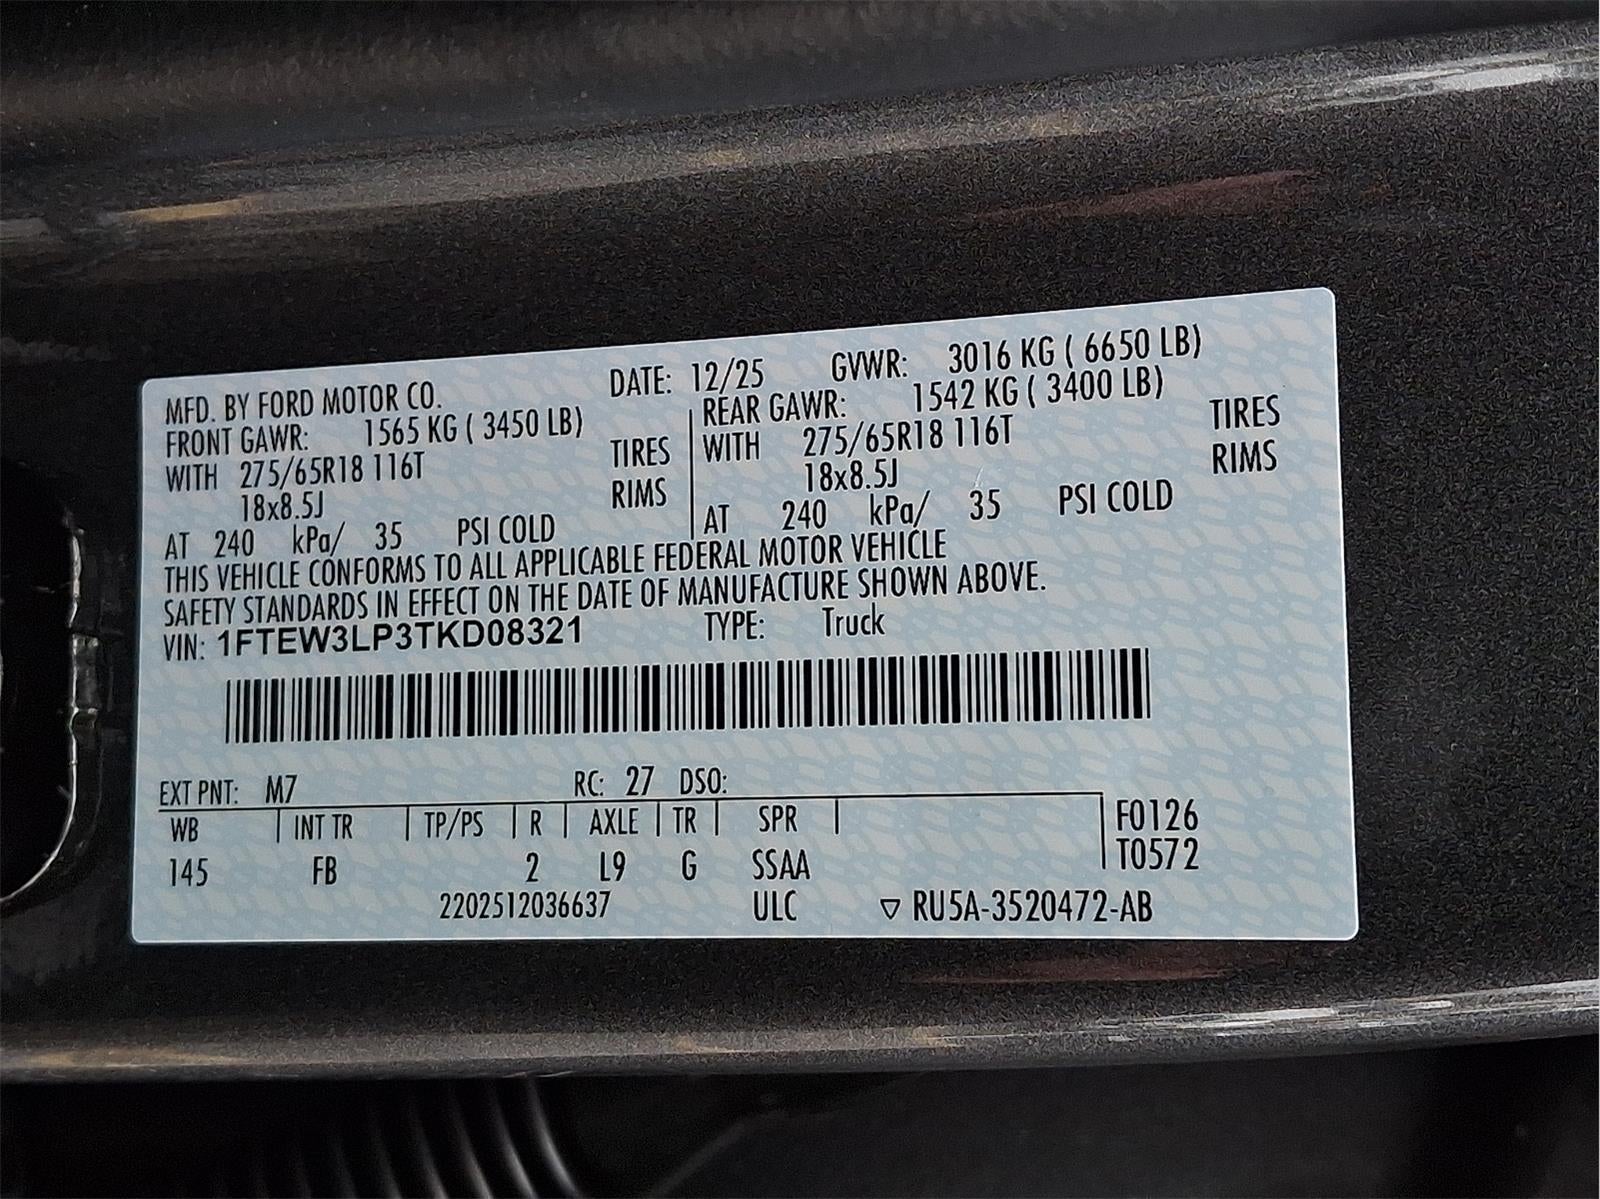 MFD. BY FORD MOTOR CO. DATE: 12/25 GVWR: 3016 KG ( 6650 LB)
FRONT GAWR: 1565 KG ( 3450 LB) REAR GAWR: 1542 KG ( 3400 LB)
WITH 275/65R18 116T TIRES WITH 275/65R18 116T TIRES
18x8.5J RIMS 18x8.5J RIMS
AT 240 kPa/ 35 PSI COLD AT 240 kPa/ 35 PSI COLD
THIS VEHICLE CONFORMS TO ALL APPLICABLE FEDERAL MOTOR VEHICLE
SAFETY STANDARDS IN EFFECT ON THE DATE OF MANUFACTURE SHOWN ABOVE.
VIN: 1FTEW3LP3TKD08321 TYPE: Truck
EXT PNT: M7 RC: 27 DSO:
WB INT TR TP/PS R AXLE TR SPR F0126
145 FB 2 L9 G SSAA T0572
2202512036637 ULC ▽ RU5A-3520472-AB